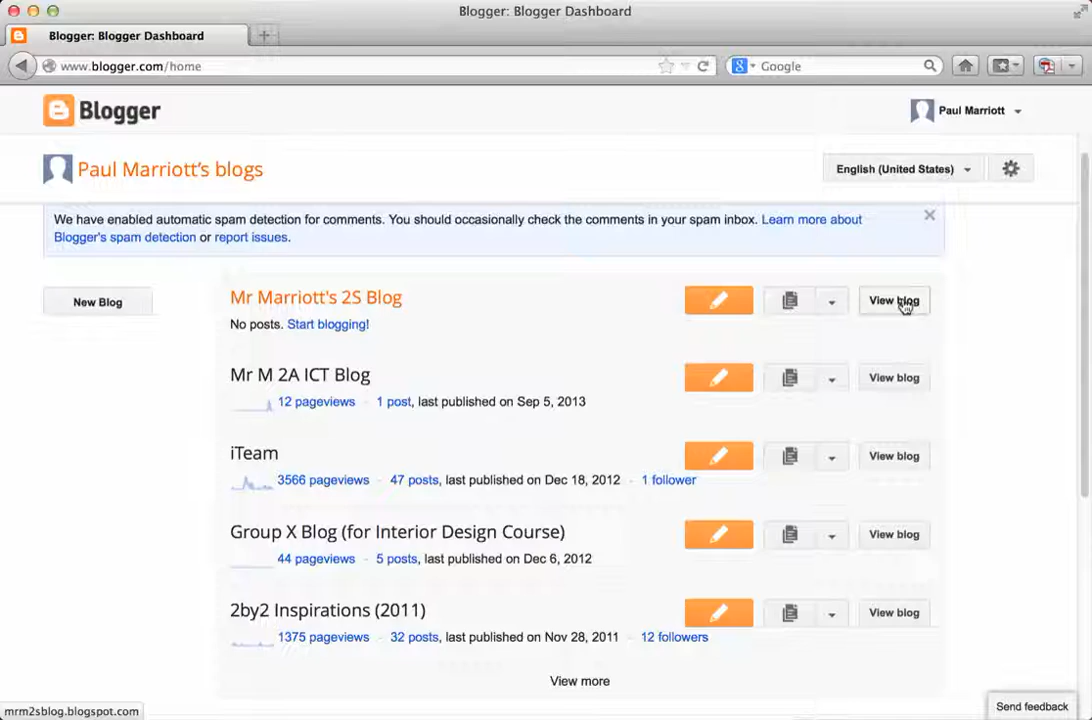 Blogger: Blogger Dashboard
Blogger: Blogger Dashboard
www.blogger.com/home
Google
Blogger
Paul Marriott
Paul Marriott's blogs
English (United States)
We have enabled automatic spam detection for comments. You should occasionally check the comments in your spam inbox. Learn more about
Blogger's spam detection or report issues.
New Blog
Mr Marriott's 2S Blog
View blog
No posts. Start blogging!
Mr M 2A ICT Blog
View blog
12 pageviews - 1 post, last published on Sep 5, 2013
iTeam
View blog
3566 pageviews - 47 posts, last published on Dec 18, 2012 - 1 follower
Group X Blog (for Interior Design Course)
View blog
44 pageviews - 5 posts, last published on Dec 6, 2012
2by2 Inspirations (2011)
View blog
1375 pageviews - 32 posts, last published on Nov 28, 2011 - 12 followers
View more
mrm2sblog.blogspot.com
Send feedback